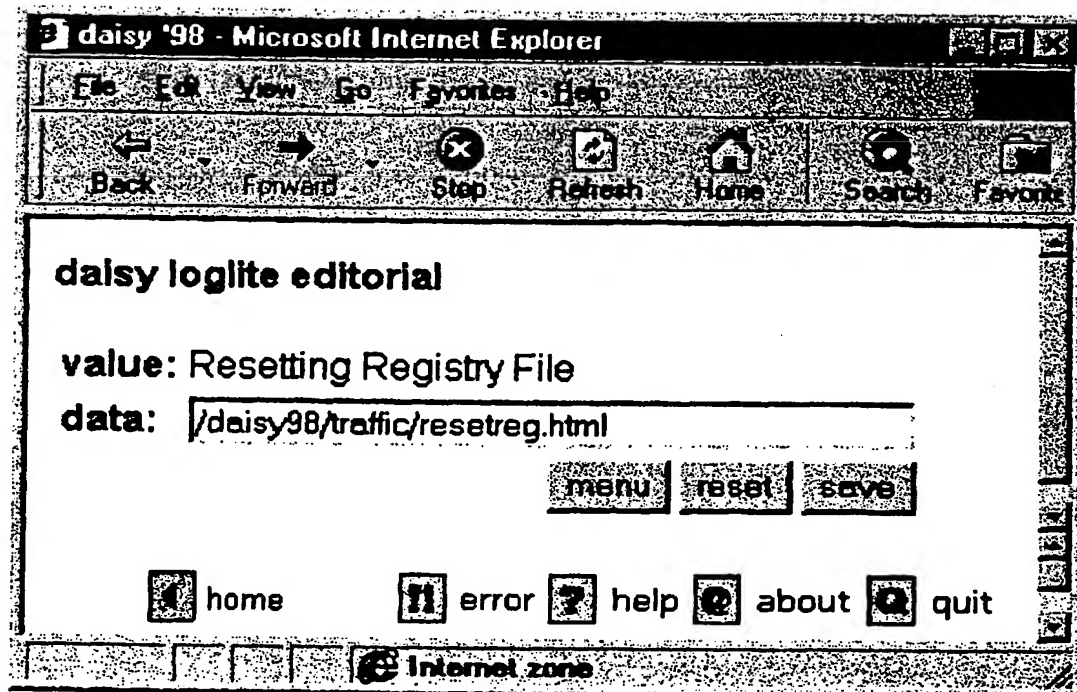 daisy '98 - Microsoft Internet Explorer
File Edit View Go Favorites Help
Back Forward Stop Refresh Home Search Favorite
daisy loglite editorial
value: Resetting Registry File
data: /daisy98/traffic/resetreg.html
menu reset save
home !! error ? help @ about Q quit
Internet zone